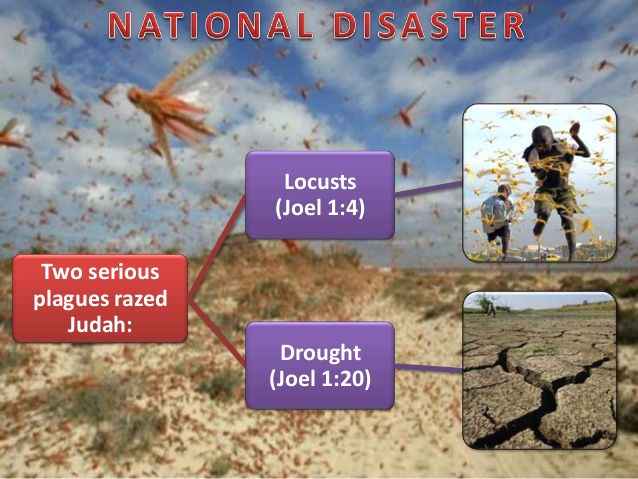 NATIONAL DISASTER
Locusts
(Joel 1:4)
Two serious
plagues razed
Judah:
Drought
(Joel 1:20)